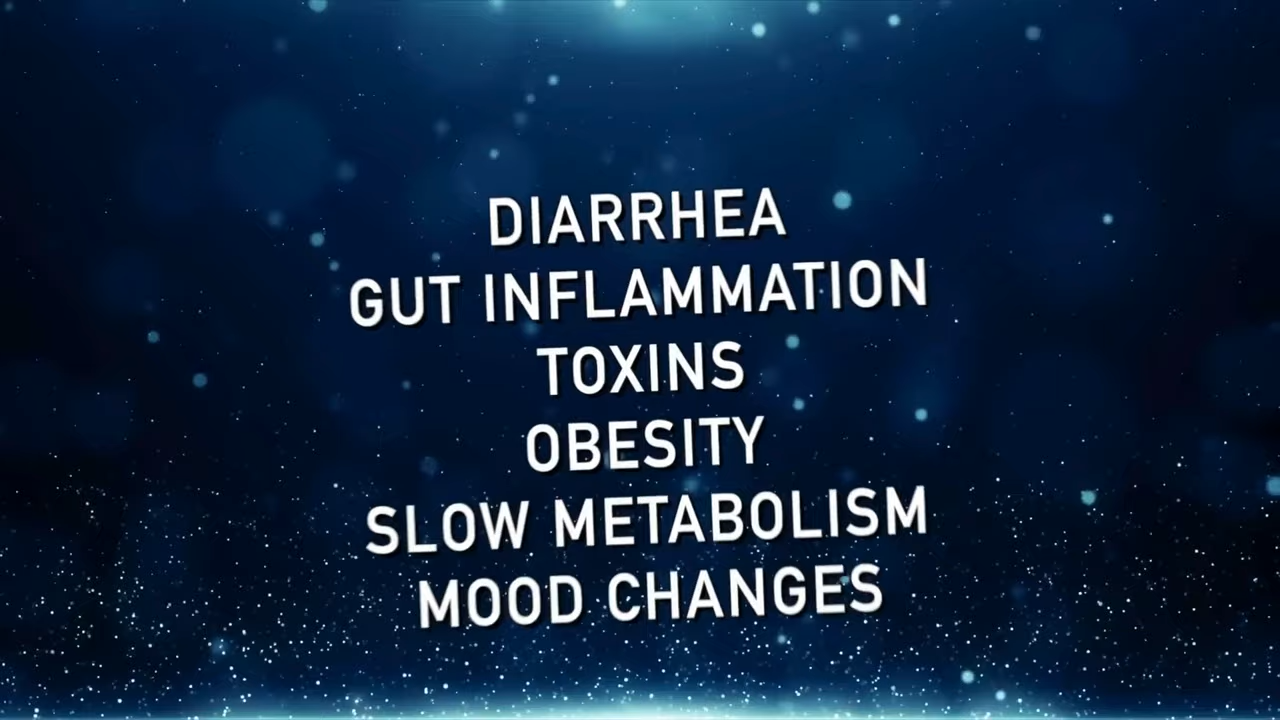 DIARRHEA
GUT INFLAMMATION
TOXINS
OBESITY
SLOW METABOLISM
MOOD CHANGES